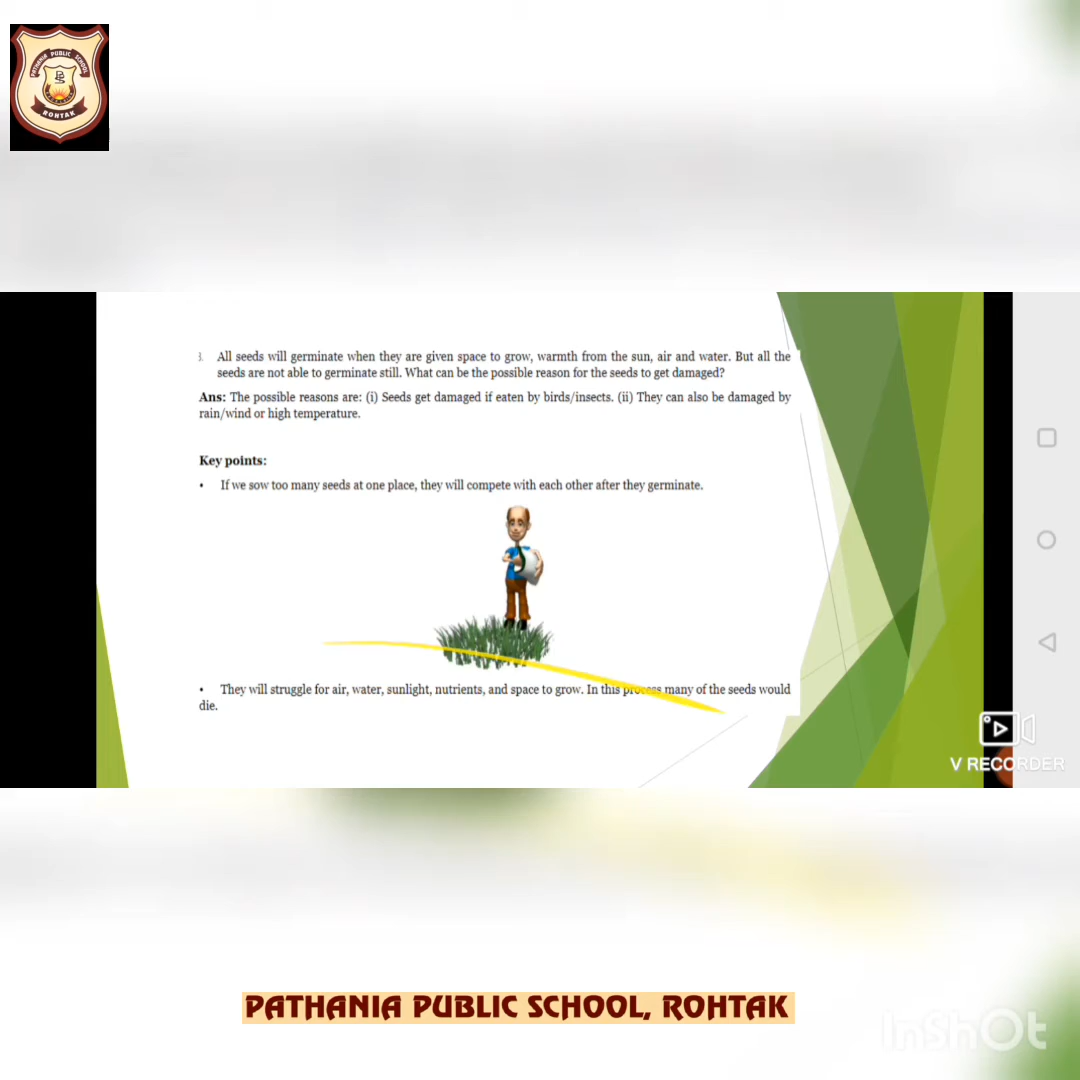 PATHANIA PUBLIC SCHOOL
ROHTAK
3. All seeds will germinate when they are given space to grow, warmth from the sun, air and water. But all the
seeds are not able to germinate still. What can be the possible reason for the seeds to get damaged?
Ans: The possible reasons are: (i) Seeds get damaged if eaten by birds/insects. (ii) They can also be damaged by
rain/wind or high temperature.
Key points:
• If we sow too many seeds at one place, they will compete with each other after they germinate.
• They will struggle for air, water, sunlight, nutrients, and space to grow. In this process many of the seeds would
die.
V RECORDER
PATHANIA PUBLIC SCHOOL, ROHTAK
InShOt